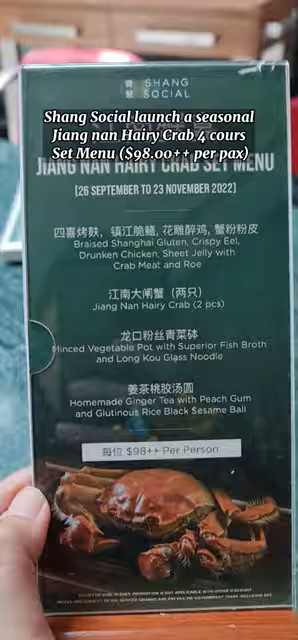 SHANG
SOCIAL
Shang Social launch a seasonal
Jiang nan Hairy Crab 4 cours
Set Menu ($98.00++ per pax)
JIANG NAN HAIRY CRAB SET MENU
(26 SEPTEMBER TO 23 NOVEMBER 2022)
四喜烤麸，镇江脆鳝，花雕醉鸡，蟹粉粉皮
Braised Shanghai Gluten, Crispy Eel,
Drunken Chicken, Sheet Jelly with
Crab Meat and Roe
江南大闸蟹（两只）
Jiang Nan Hairy Crab (2 pcs)
龙口粉丝青菜砵
Minced Vegetable Pot with Superior Fish Broth
and Long Kou Glass Noodle
姜茶桃胶汤圆
Homemade Ginger Tea with Peach Gum
and Glutinous Rice Black Sesame Ball
每位 $98++ Per Person